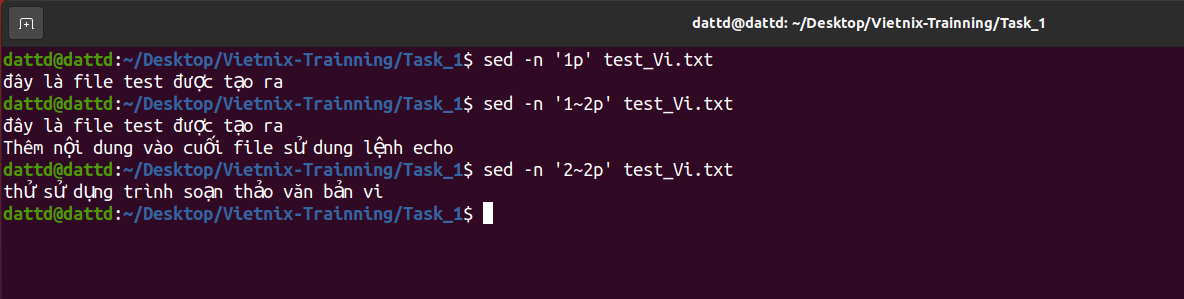 dattd@dattd: ~/Desktop/Vietnix-Trainning/Task_1
dattd@dattd:~/Desktop/Vietnix-Trainning/Task_1$ sed -n '1p' test_Vi.txt
đây là file test được tạo ra
dattd@dattd:~/Desktop/Vietnix-Trainning/Task_1$ sed -n '1~2p' test_Vi.txt
đây là file test được tạo ra
Thêm nội dung vào cuối file sử dung lệnh echo
dattd@dattd:~/Desktop/Vietnix-Trainning/Task_1$ sed -n '2~2p' test_Vi.txt
thử sử dụng trình soạn thảo văn bản vi
dattd@dattd:~/Desktop/Vietnix-Trainning/Task_1$